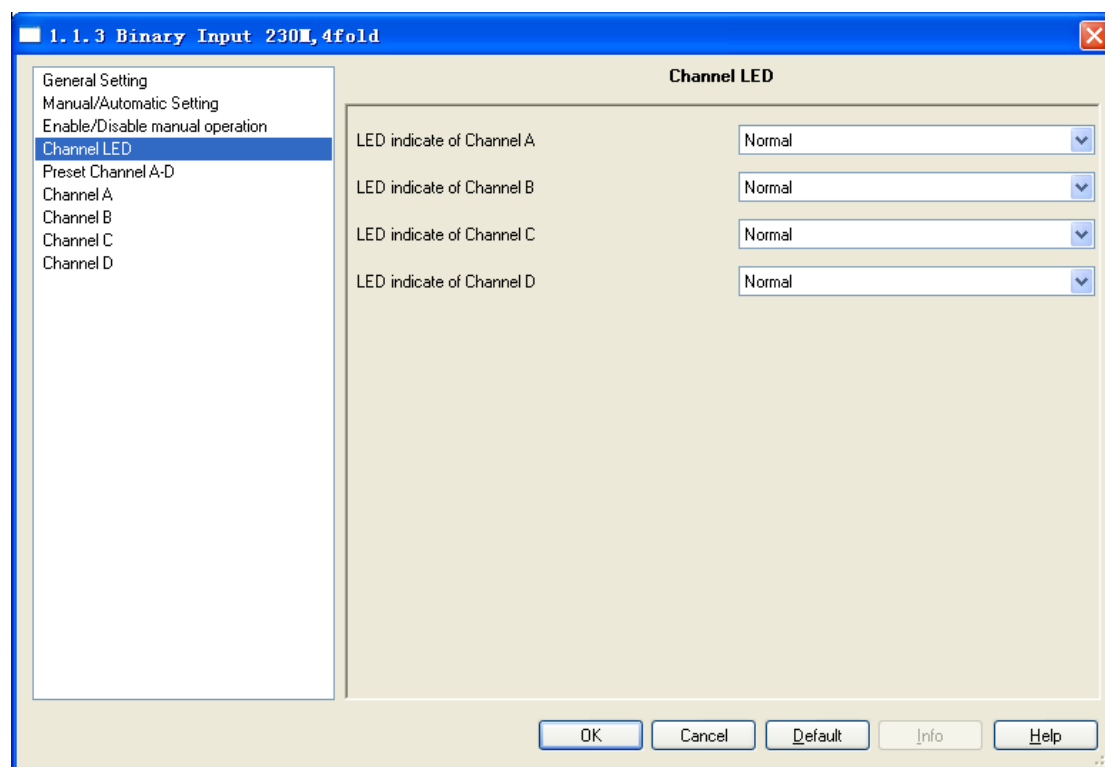 1.1.3 Binary Input 230M,4fold
General Setting
Manual/Automatic Setting
Enable/Disable manual operation
Channel LED
Preset Channel A-D
Channel A
Channel B
Channel C
Channel D
Channel LED
LED indicate of Channel A Normal
LED indicate of Channel B Normal
LED indicate of Channel C Normal
LED indicate of Channel D Normal
OK Cancel Default Info Help